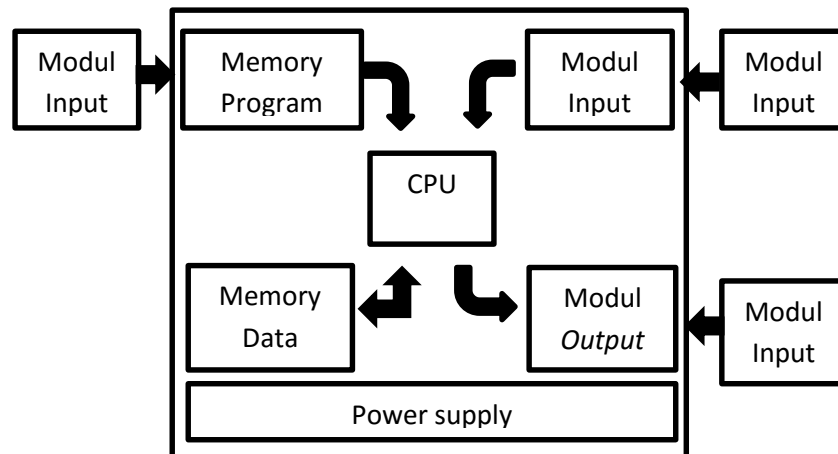 Modul
Input
Memory
Program
Modul
Input
Modul
Input
CPU
Memory
Data
Modul
Output
Modul
Input
Power supply